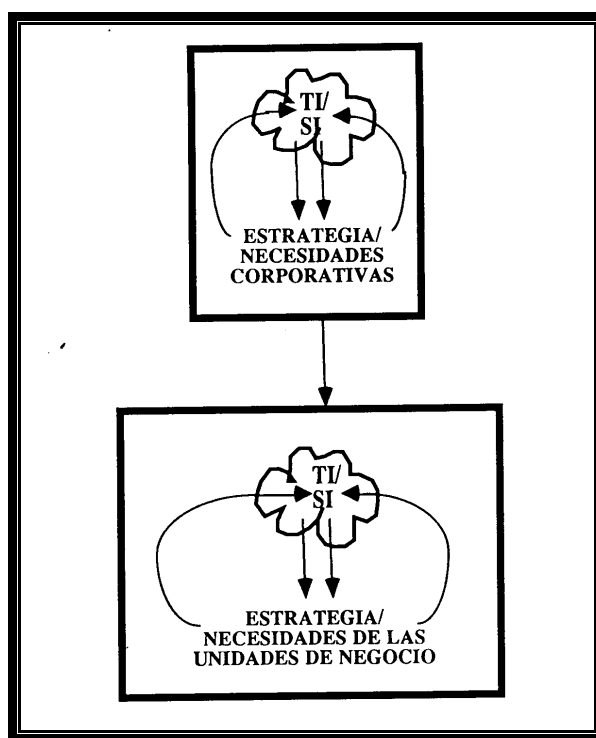 TI/
SI
ESTRATEGIA/
NECESIDADES
CORPORATIVAS
TI/
SI
ESTRATEGIA/
NECESIDADES DE LAS
UNIDADES DE NEGOCIO